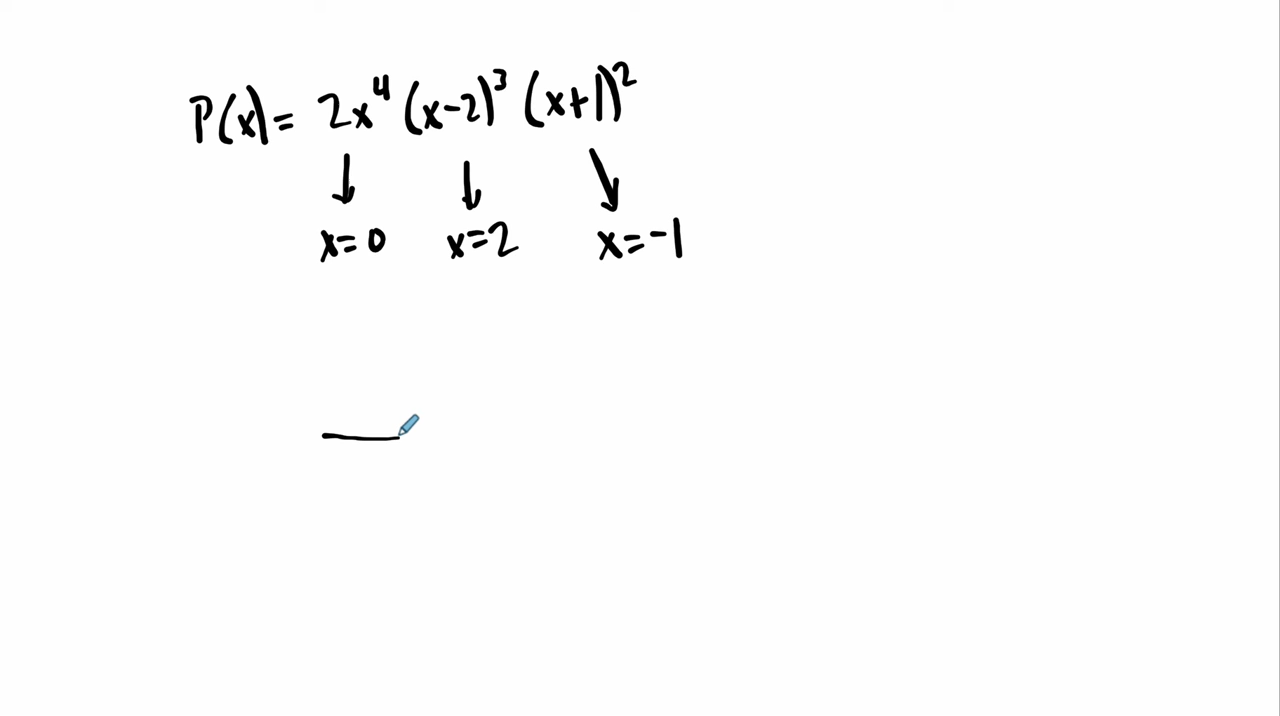 P(x)= 2x⁴ (x-2)³ (x+1)²
x=0 x=2 x=-1